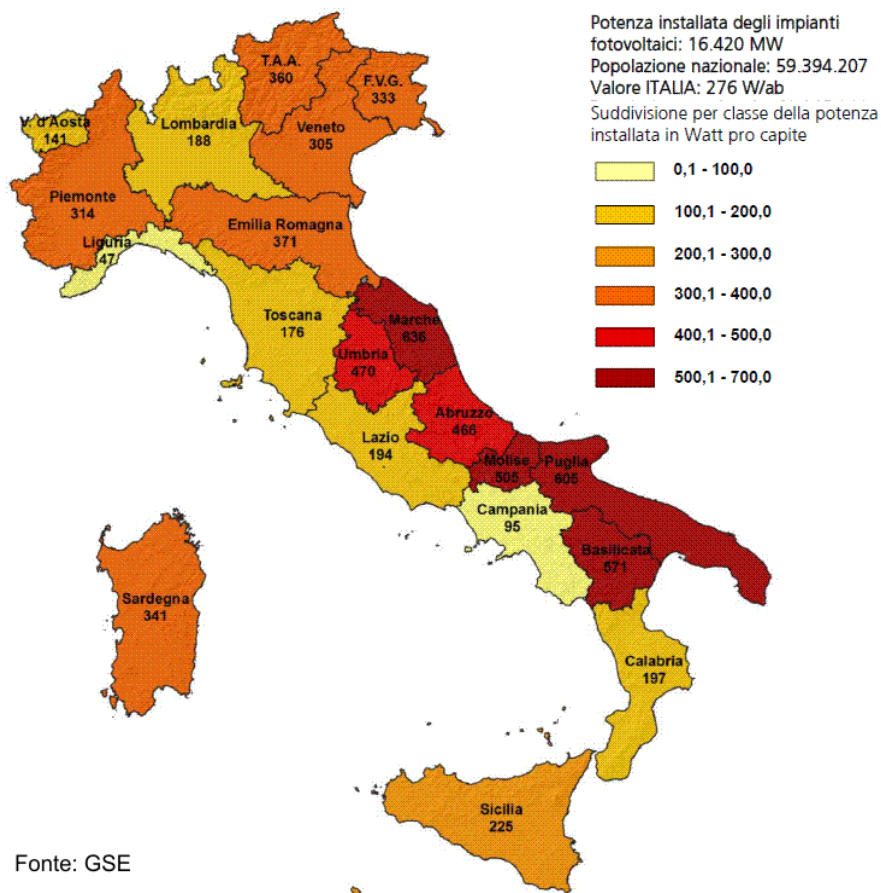 Potenza installata degli impianti
fotovoltaici: 16.420 MW
Popolazione nazionale: 59.394.207
Valore ITALIA: 276 W/ab
Suddivisione per classe della potenza
installata in Watt pro capite
0,1 - 100,0
100,1 - 200,0
200,1 - 300,0
300,1 - 400,0
400,1 - 500,0
500,1 - 700,0
T.A.A.
360
F.V.G.
333
V. d'Aosta
141
Lombardia
188
Veneto
305
Piemonte
314
Emilia Romagna
371
Liguria
47
Toscana
176
Marche
636
Umbria
470
Abruzzo
466
Lazio
194
Molise
505
Puglia
605
Campania
95
Basilicata
571
Sardegna
341
Calabria
197
Sicilia
225
Fonte: GSE